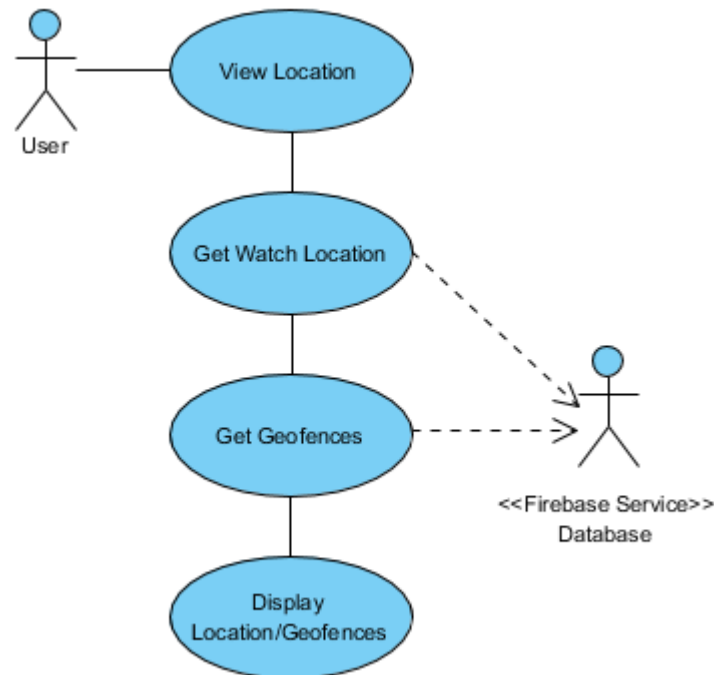 View Location
User
Get Watch Location
Get Geofences
<<Firebase Service>>
Database
Display
Location/Geofences